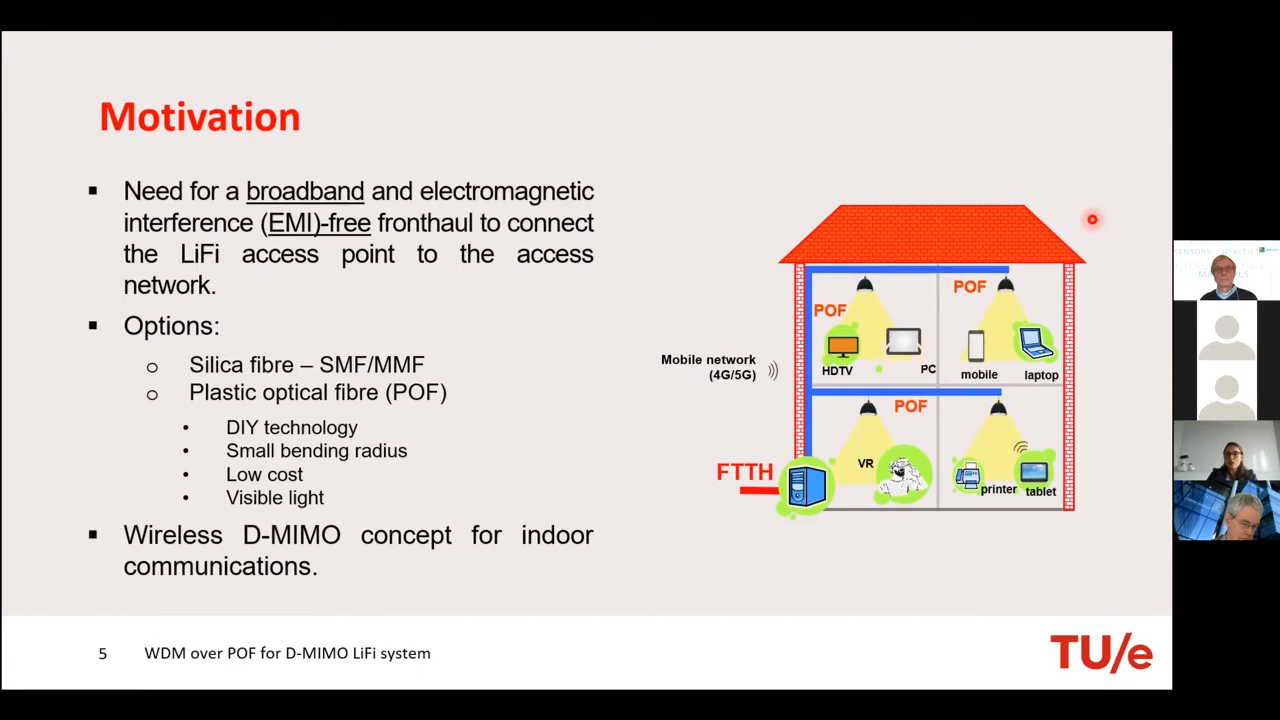 Motivation
▪ Need for a broadband and electromagnetic
interference (EMI)-free fronthaul to connect
the LiFi access point to the access
network.
▪ Options:
o Silica fibre – SMF/MMF
o Plastic optical fibre (POF)
• DIY technology
• Small bending radius
• Low cost
• Visible light
▪ Wireless D-MIMO concept for indoor
communications.
POF
POF
HDTV
PC
mobile
laptop
Mobile network
(4G/5G)
POF
VR
printer
tablet
FTTH
5
WDM over POF for D-MIMO LiFi system
TU/e
SENSORS
HEALTH